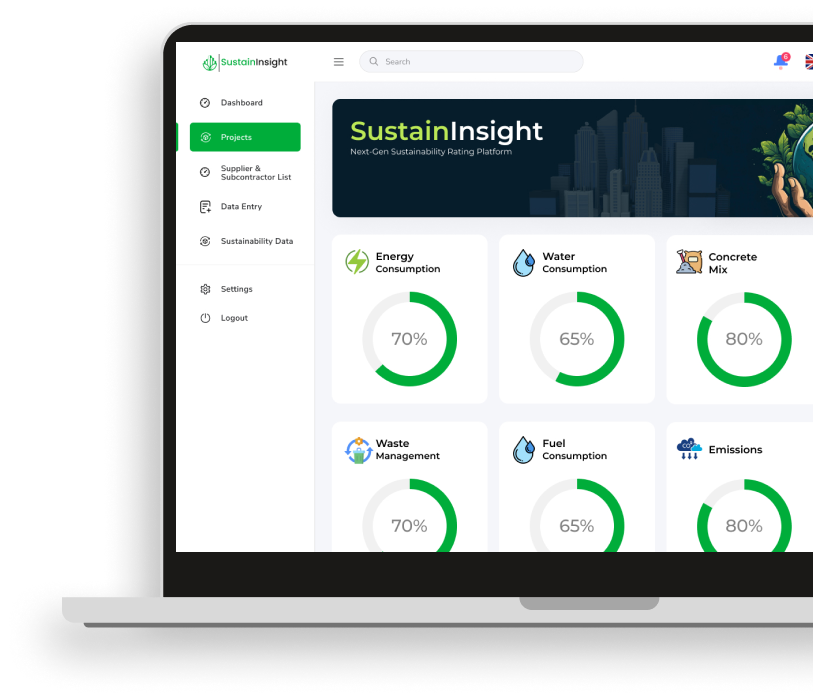 SustainInsight
Search
6
Dashboard
Projects
Supplier &
Subcontractor List
Data Entry
Sustainability Data
Settings
Logout
SustainInsight
Next-Gen Sustainability Rating Platform
Energy
Consumption
70%
Water
Consumption
65%
Concrete
Mix
80%
Waste
Management
70%
Fuel
Consumption
65%
CO₂
Emissions
80%